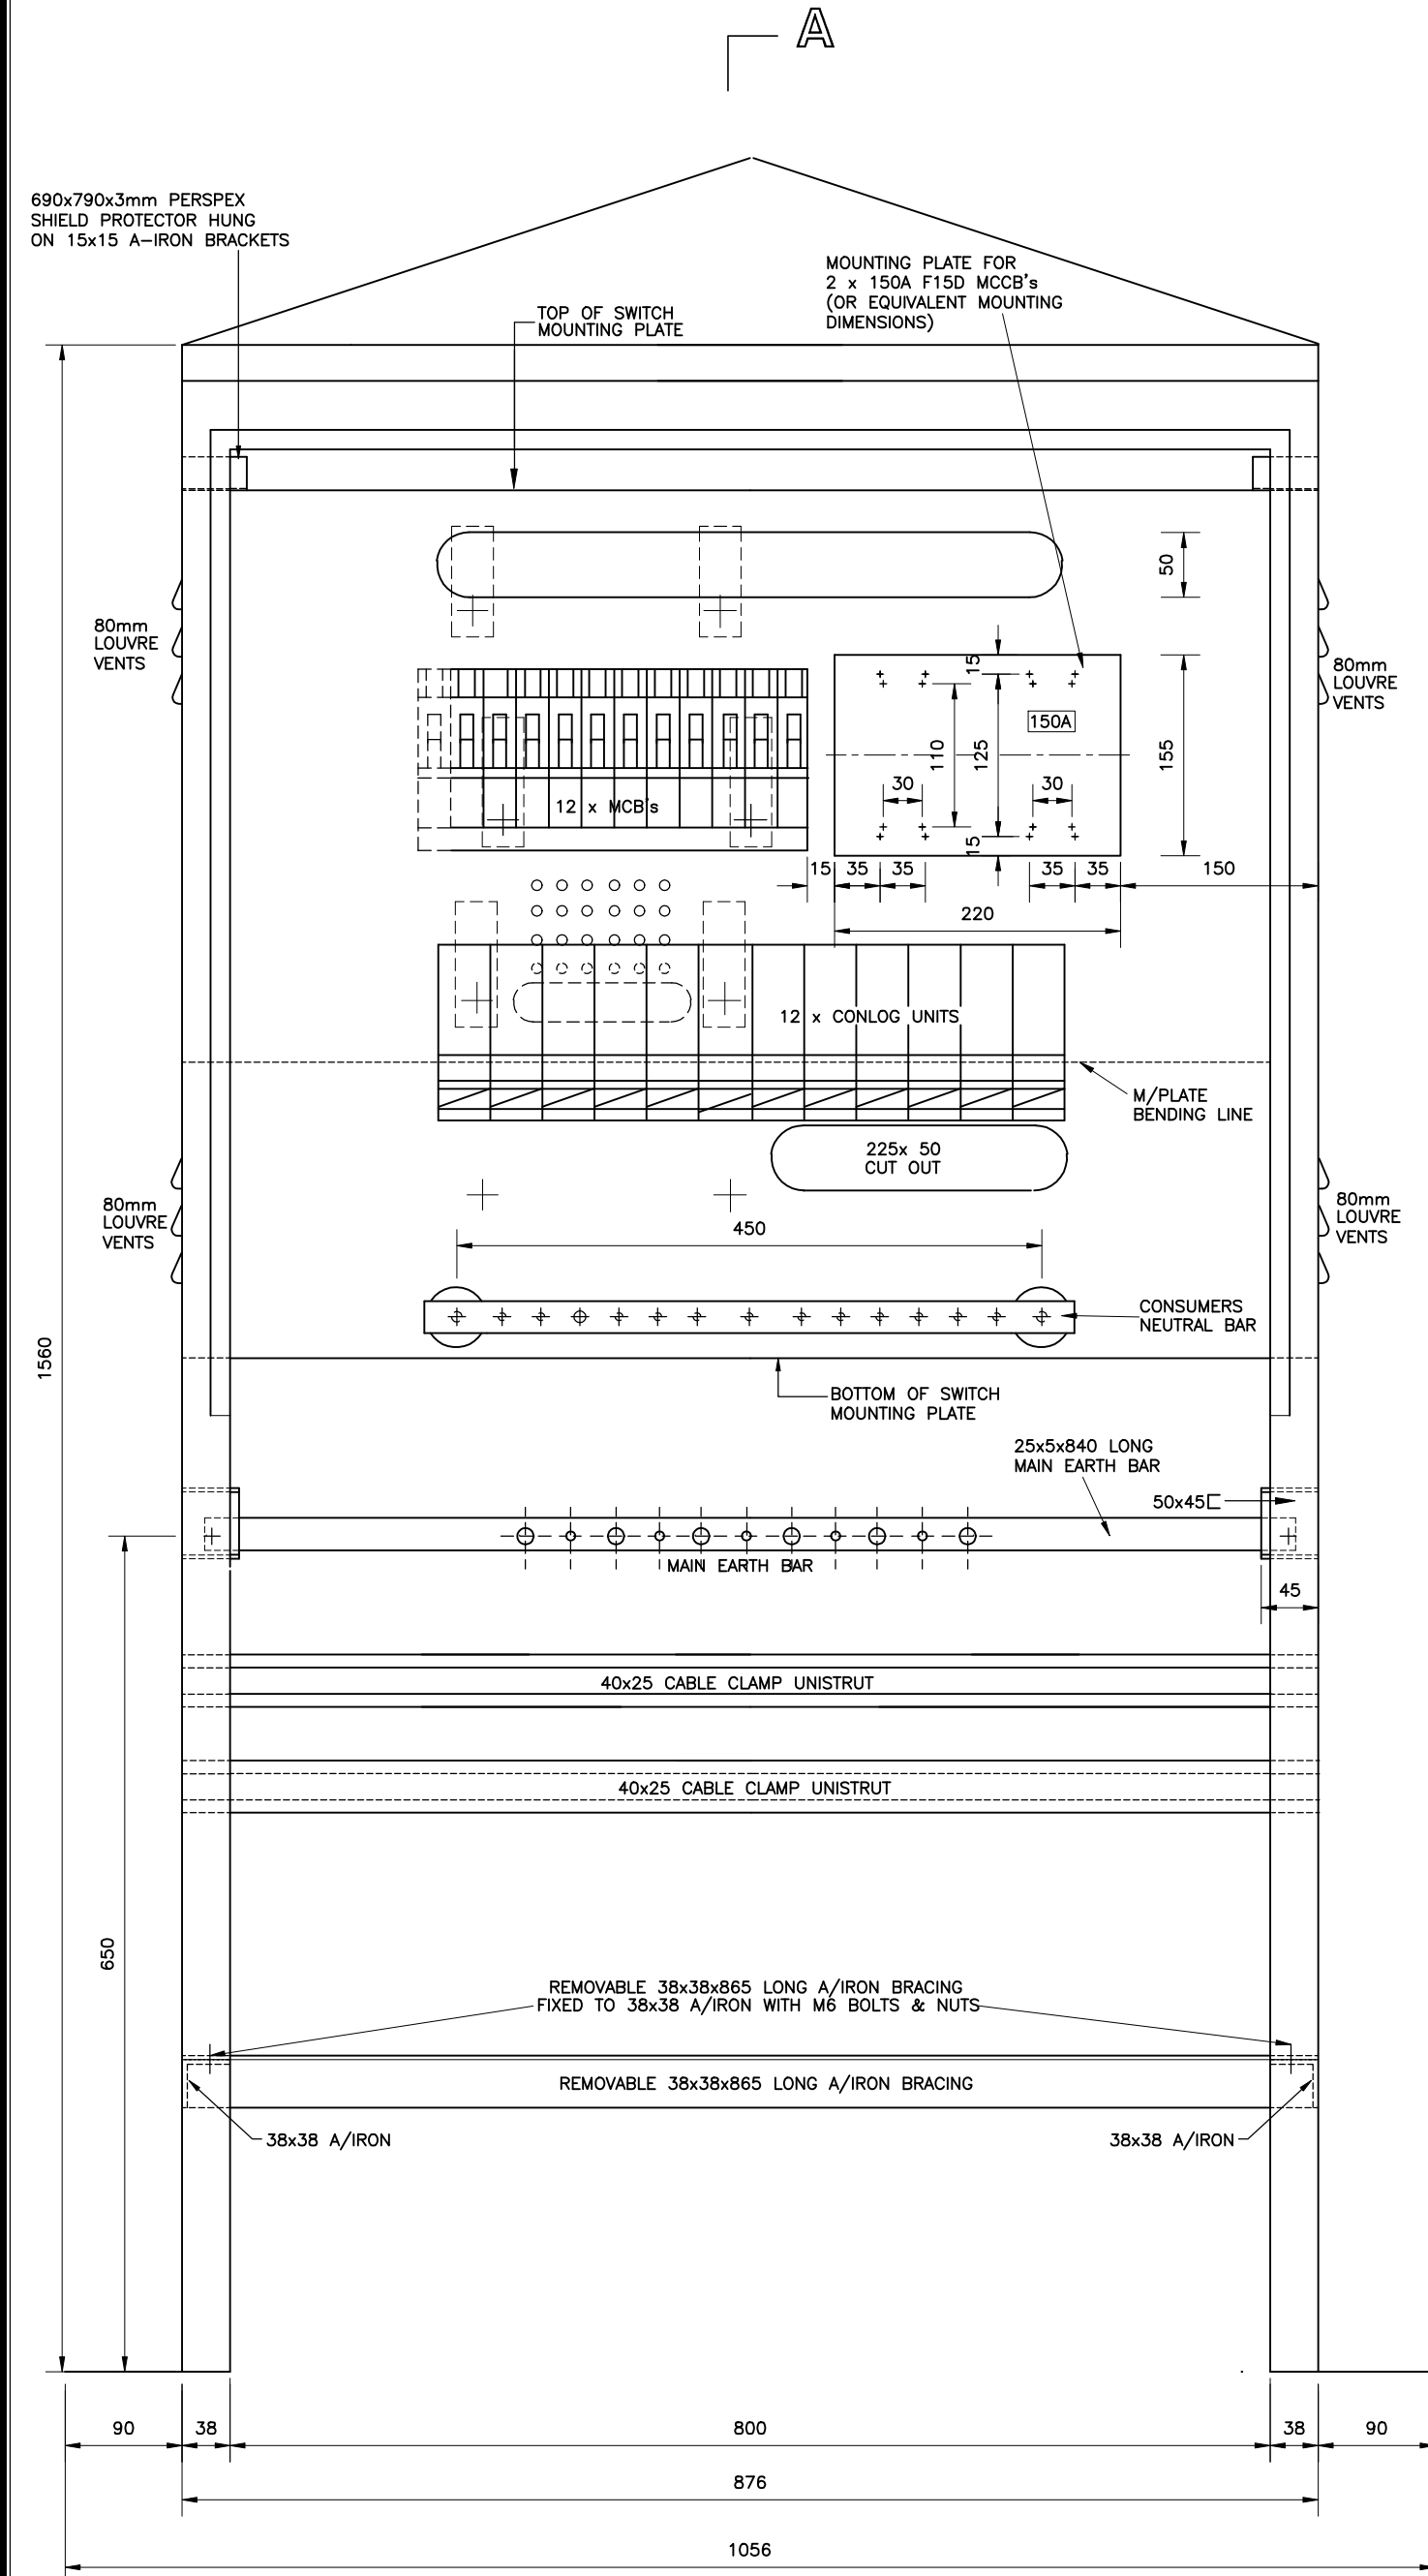 A
690x790x3mm PERSPEX
SHIELD PROTECTOR HUNG
ON 15x15 A-IRON BRACKETS
MOUNTING PLATE FOR
2 x 150A F15D MCCB's
(OR EQUIVALENT MOUNTING
DIMENSIONS)
TOP OF SWITCH
MOUNTING PLATE
50
80mm
LOUVRE
VENTS
80mm
LOUVRE
VENTS
15
150A
110
125
155
30
30
12 x MCB's
15
15
35
35
35
35
150
220
12 x CONLOG UNITS
M/PLATE
BENDING LINE
225x 50
CUT OUT
80mm
LOUVRE
VENTS
80mm
LOUVRE
VENTS
450
CONSUMERS
NEUTRAL BAR
1560
BOTTOM OF SWITCH
MOUNTING PLATE
25x5x840 LONG
MAIN EARTH BAR
50x45
MAIN EARTH BAR
45
40x25 CABLE CLAMP UNISTRUT
40x25 CABLE CLAMP UNISTRUT
650
REMOVABLE 38x38x865 LONG A/IRON BRACING
FIXED TO 38x38 A/IRON WITH M6 BOLTS & NUTS
REMOVABLE 38x38x865 LONG A/IRON BRACING
38x38 A/IRON
38x38 A/IRON
90
38
800
38
90
876
1056